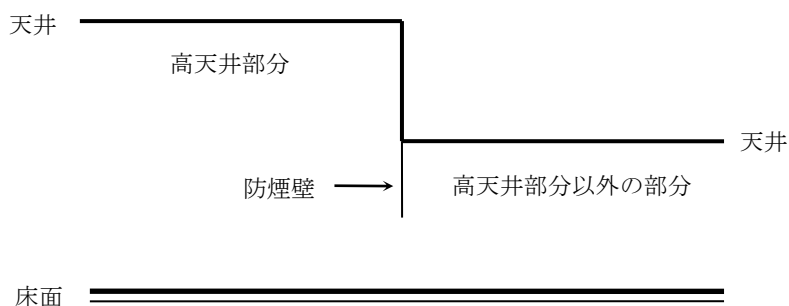 天井
高天井部分
天井
防煙壁
高天井部分以外の部分
床面